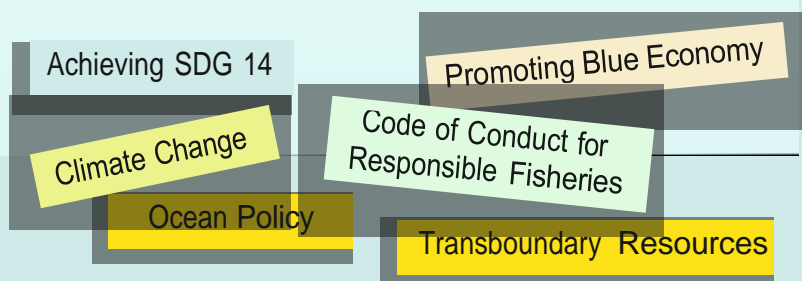 Achieving SDG 14
Promoting Blue Economy
Climate Change
Code of Conduct for
Responsible Fisheries
Ocean Policy
Transboundary Resources